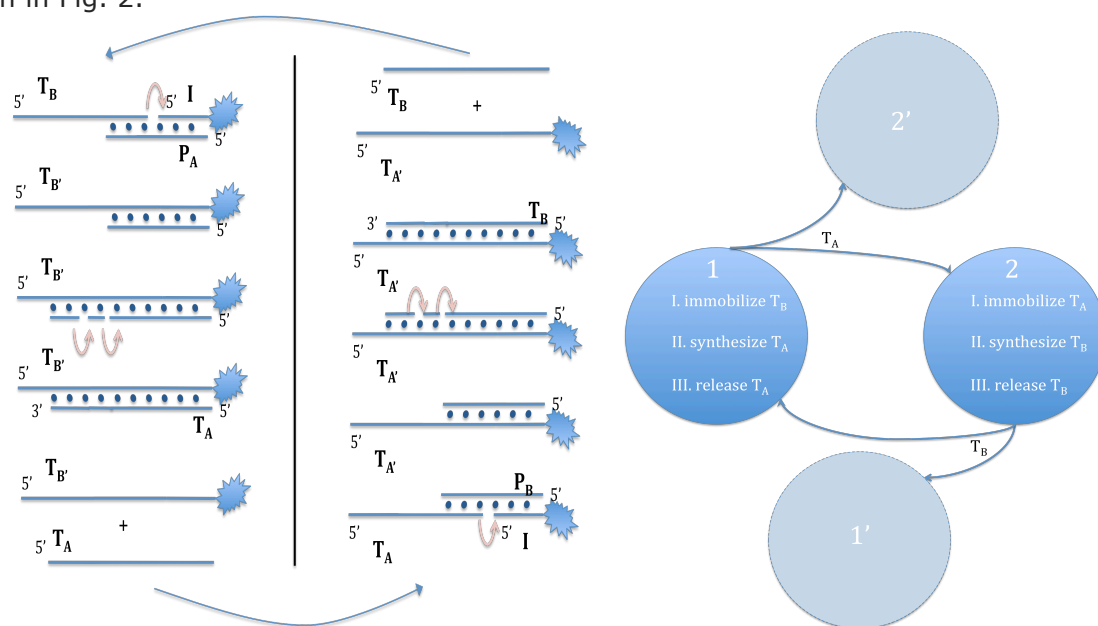 n in Fig. 2.
T_B
5′
5′ I
5′
P_A
T_B′
5′
5′
T_B′
5′
5′
T_B′
5′
3′
5′
T_A
T_B′
5′
+
5′ T_A
5′
T_B
+
5′
T_A′
3′
T_B
5′
5′
T_A′
5′
T_A′
5′
5′
T_A′
P_B
5′
5′
5′ I
T_A
2’
T_A
1
I. immobilize T_B
II. synthesize T_A
III. release T_A
2
I. immobilize T_A
II. synthesize T_B
III. release T_B
T_B
1’